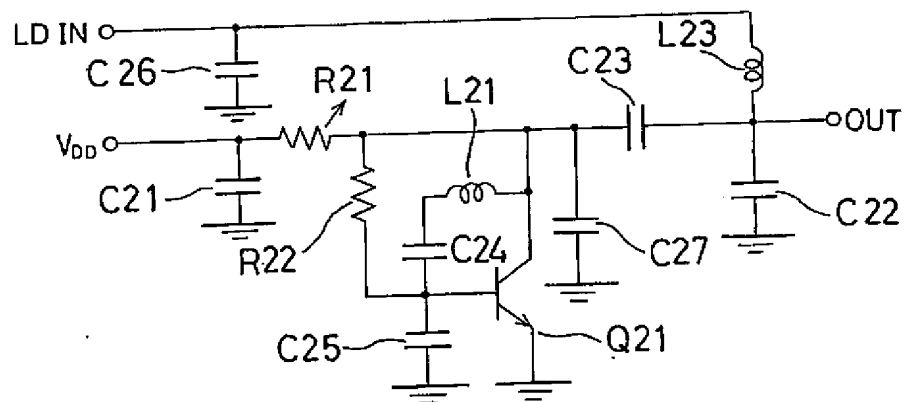 LD IN
C26
R21
L21
C23
L23
OUT
VDD
C21
R22
C24
C27
C22
C25
Q21